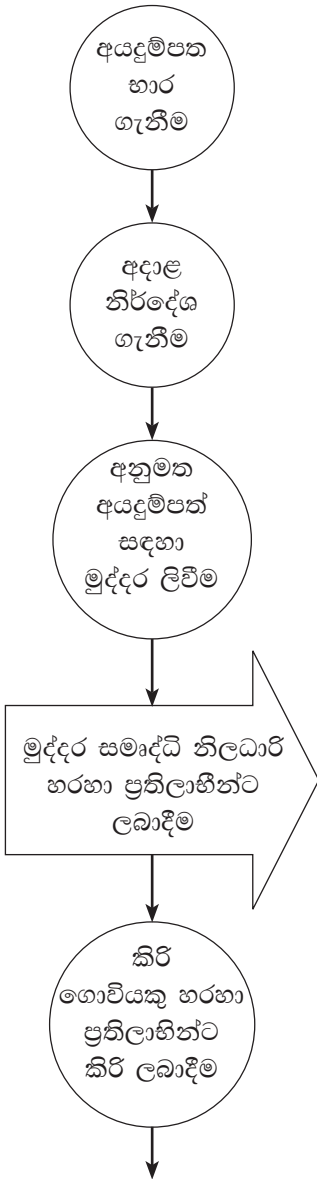 අයදුම්පත
භාර
ගැනීම
අදාළ
නිර්දේශ
ගැනීම
අනුමත
අයදුම්පත්
සඳහා
මුද්දර ලිවීම
මුද්දර සමෘද්ධි නිලධාරි
හරහා ප්‍රතිලාභීන්ට
ලබාදීම
කිරි
ගොවියකු හරහා
ප්‍රතිලාභින්ට
කිරි ලබාදීම